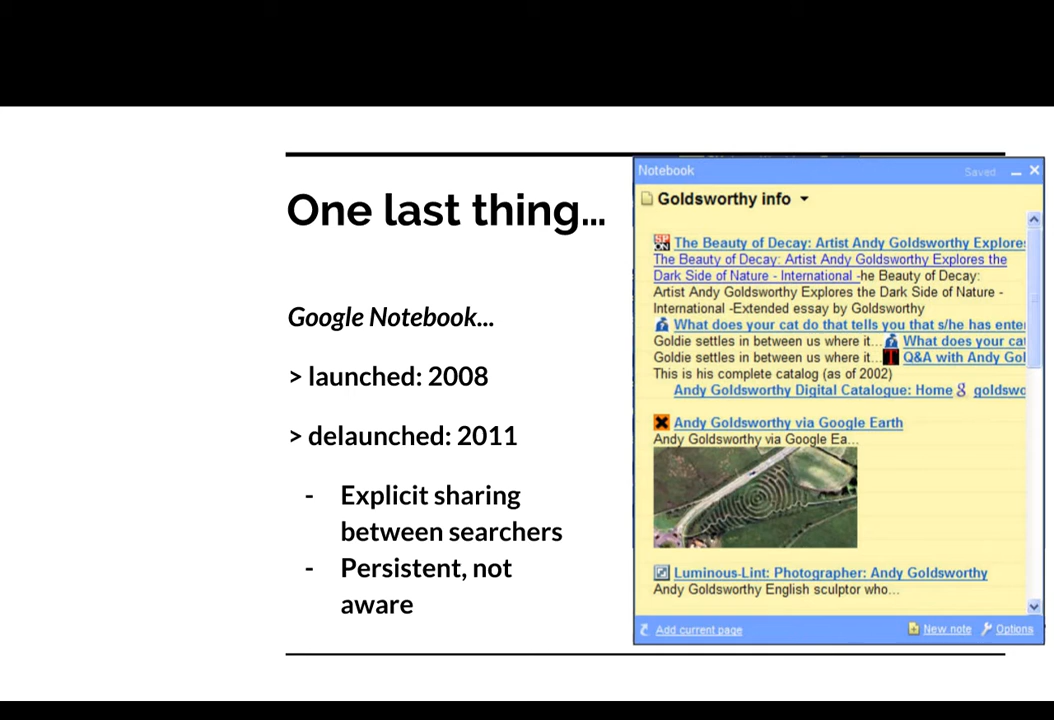 One last thing...
Google Notebook...
> launched: 2008
> delaunched: 2011
- Explicit sharing
between searchers
- Persistent, not
aware
Notebook Saved
Goldsworthy info
The Beauty of Decay: Artist Andy Goldsworthy Explores
The Beauty of Decay: Artist Andy Goldsworthy Explores the
Dark Side of Nature - International -he Beauty of Decay:
Artist Andy Goldsworthy Explores the Dark Side of Nature -
International -Extended essay by Goldsworthy
What does your cat do that tells you that s/he has enter
Goldie settles in between us where it... What does your cat
Goldie settles in between us where it... Q&A with Andy Gol
This is his complete catalog (as of 2002)
Andy Goldsworthy Digital Catalogue: Home goldswo
Andy Goldsworthy via Google Earth
Andy Goldsworthy via Google Ea...
Luminous-Lint: Photographer: Andy Goldsworthy
Andy Goldsworthy English sculptor who...
Add current page New note Options